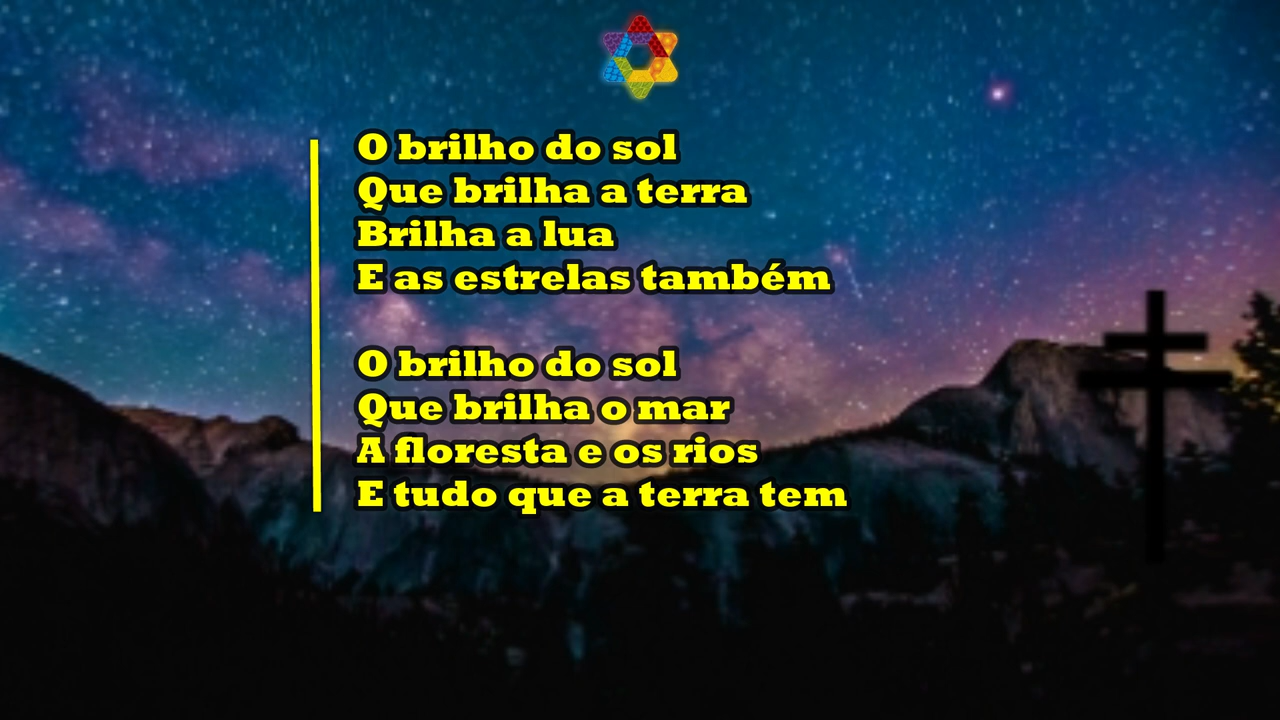 O brilho do sol
Que brilha a terra
Brilha a lua
E as estrelas também
O brilho do sol
Que brilha o mar
A floresta e os rios
E tudo que a terra tem